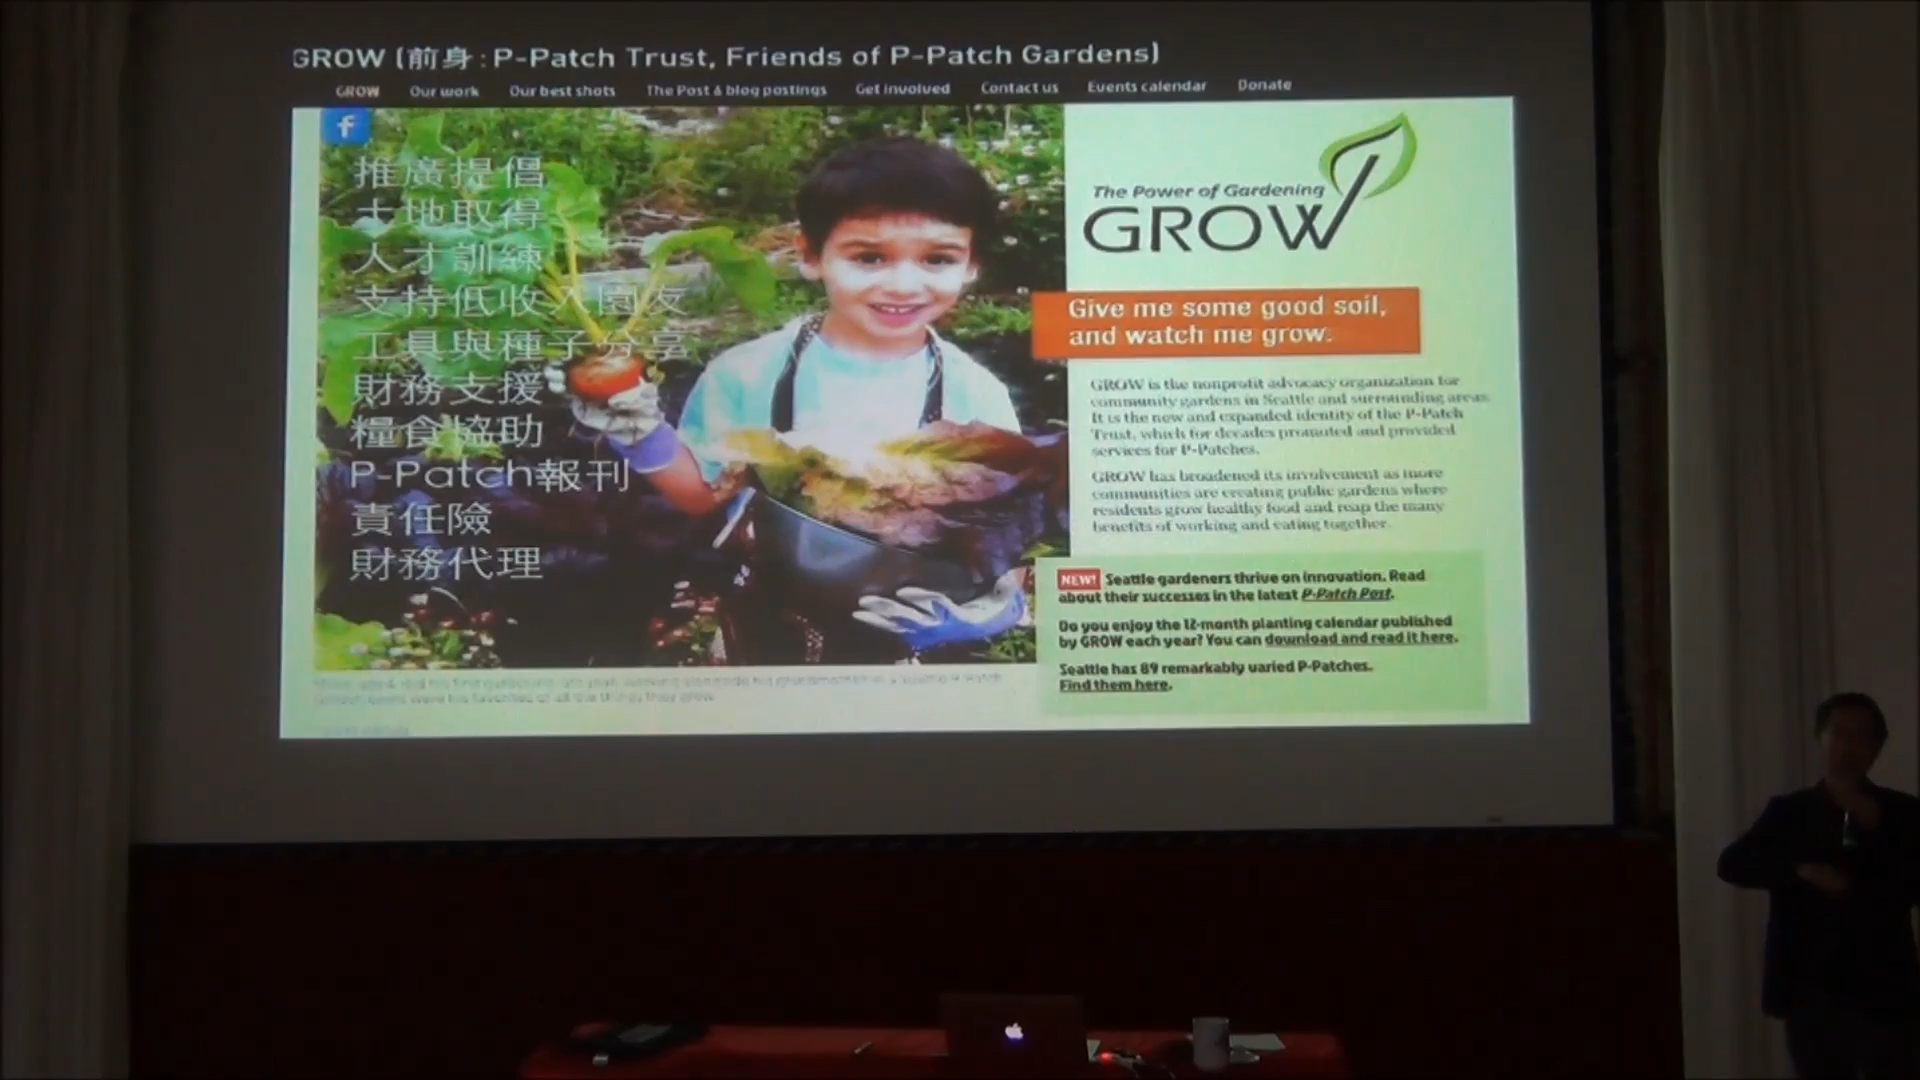 GROW (前身:P-Patch Trust, Friends of P-Patch Gardens)
GROW Our work Our best shots The Post & blog postings Get involved Contact us Events calendar Donate
f
推廣提倡
土地取得
人才訓練
支持低收入園友
工具與種子分享
財務支援
糧食協助
P-Patch報刊
責任險
財務代理
The Power of Gardening
GROW
Give me some good soil,
and watch me grow.
GROW is the nonprofit advocacy organization for
community gardens in Seattle and surrounding areas.
It is the new and expanded identity of the P-Patch
Trust, which for decades promoted and provided
services for P-Patches.
GROW has broadened its involvement as more
communities are creating public gardens where
residents grow healthy food and reap the many
benefits of working and eating together.
NEW! Seattle gardeners thrive on innovation. Read
about their successes in the latest P-Patch Post.
Do you enjoy the 12-month planting calendar published
by GROW each year? You can download and read it here.
Seattle has 89 remarkably varied P-Patches.
Find them here.